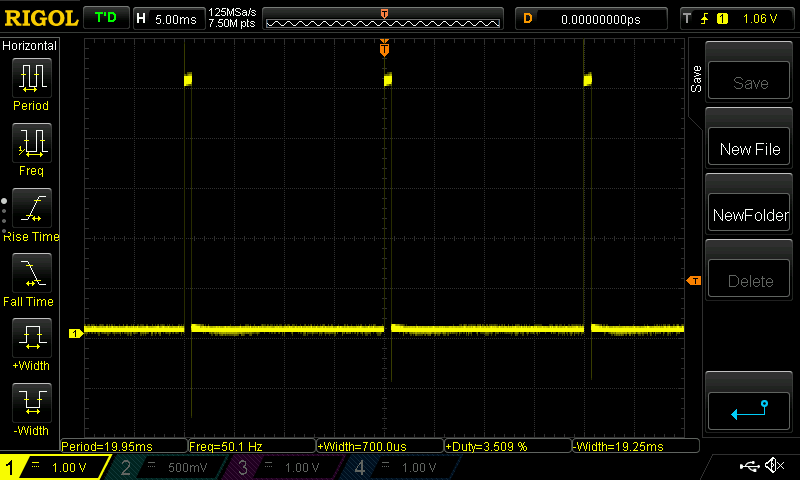 RIGOL T'D H 5.00ms 125MSa/s 7.50M pts T D 0.00000000ps T 1 1.06 V
Horizontal
Period
Freq
Rise Time
Fall Time
+Width
-Width
T
T
1
Save
Save
New File
NewFolder
Delete
Period=19.95ms Freq=50.1 Hz +Width=700.0us +Duty=3.509 % -Width=19.25ms
1 1.00 V 2 500mV 3 1.00 V 4 1.00 V